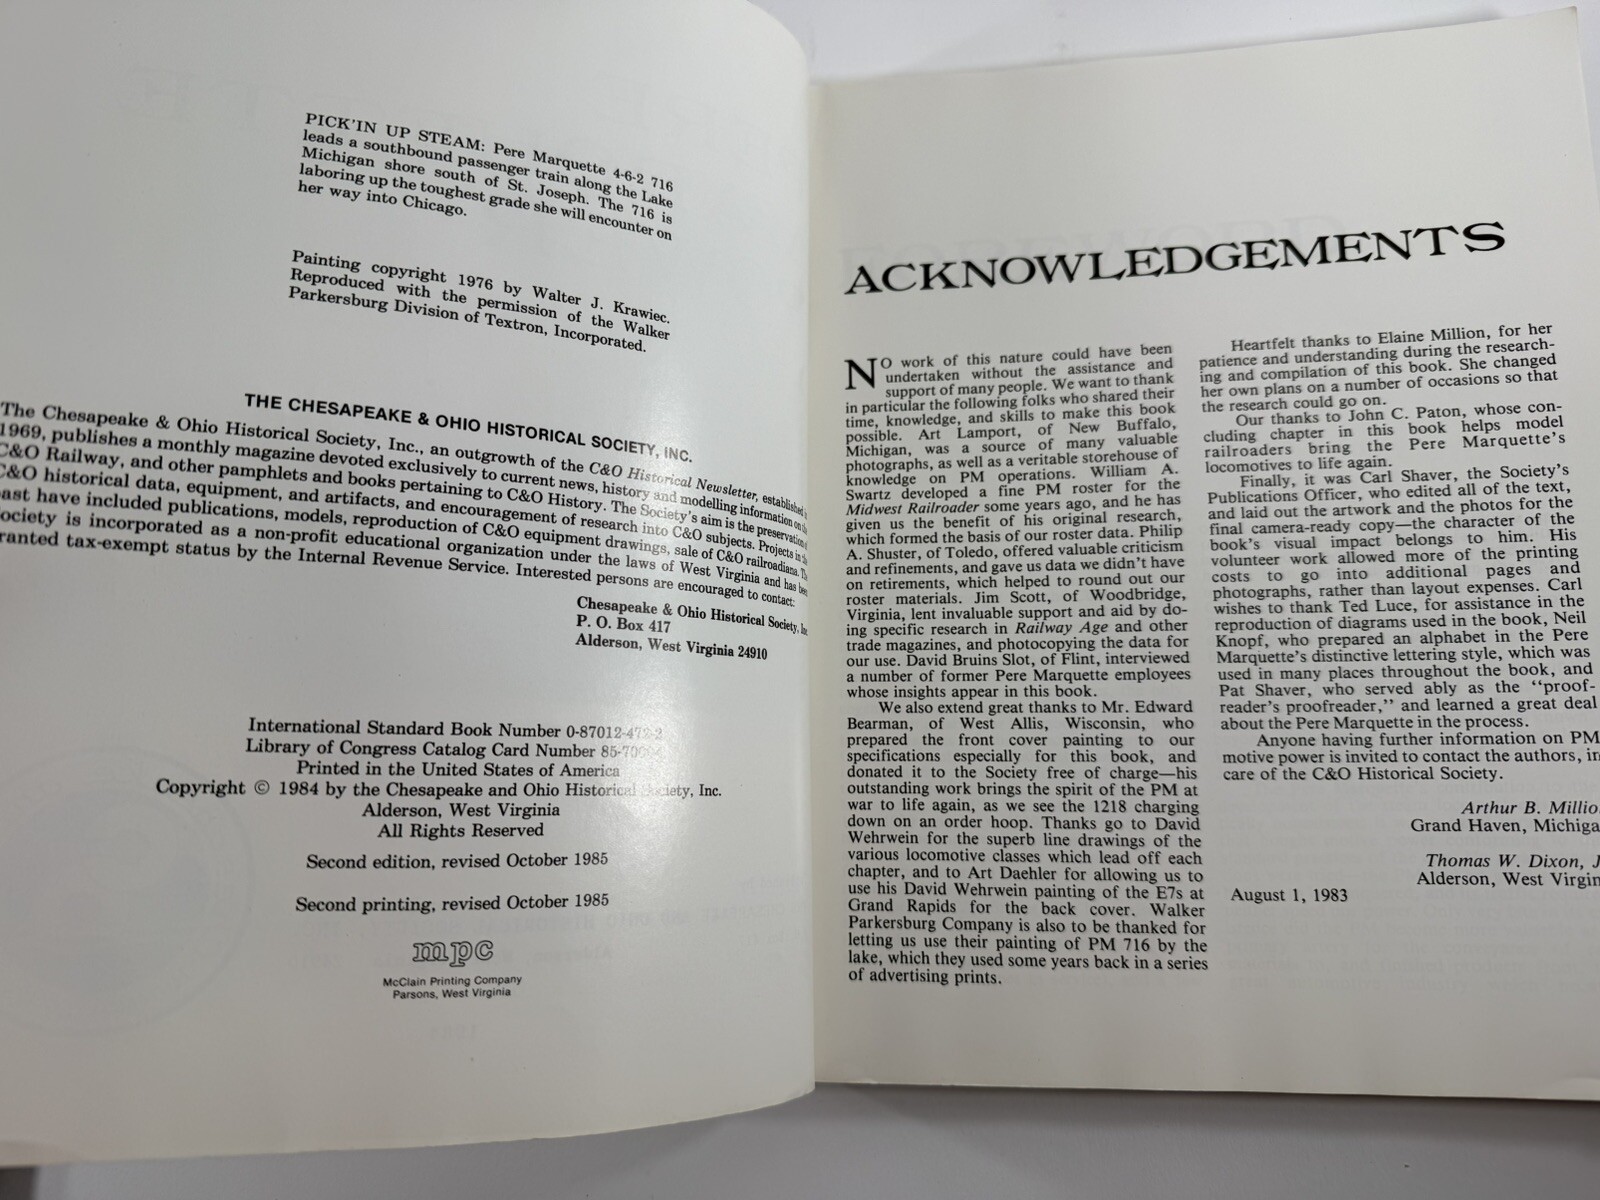 PICK'IN UP STEAM: Pere Marquette 4-6-2 716
leads a southbound passenger train along the Lake
Michigan shore south of St. Joseph. The 716 is
laboring up the toughest grade she will encounter on
her way into Chicago.
Painting copyright 1976 by Walter J. Krawiec.
Reproduced with the permission of the Walker
Parkersburg Division of Textron, Incorporated.
THE CHESAPEAKE & OHIO HISTORICAL SOCIETY, INC.
The Chesapeake & Ohio Historical Society, Inc., an outgrowth of the C&O Historical Newsletter, established
1969, publishes a monthly magazine devoted exclusively to current news, history and modelling information on
C&O Railway, and other pamphlets and books pertaining to C&O History. The Society's aim is the preservation
C&O historical data, equipment, and artifacts, and encouragement of research into C&O subjects. Projects in
past have included publications, models, reproduction of C&O equipment drawings, sale of C&O railroadiana.
ociety is incorporated as a non-profit educational organization under the laws of West Virginia and has
ranted tax-exempt status by the Internal Revenue Service. Interested persons are encouraged to contact:
Chesapeake & Ohio Historical Society,
P. O. Box 417
Alderson, West Virginia 24910
International Standard Book Number 0-87012-47
Library of Congress Catalog Card Number 85-70
Printed in the United States of America
Copyright © 1984 by the Chesapeake and Ohio Historical Society, Inc.
Alderson, West Virginia
All Rights Reserved
Second edition, revised October 1985
Second printing, revised October 1985
mpc
McClain Printing Company
Parsons, West Virginia
ACKNOWLEDGEMENTS
NO work of this nature could have been
undertaken without the assistance and
support of many people. We want to thank
in particular the following folks who shared their
time, knowledge, and skills to make this book
possible. Art Lamport, of New Buffalo,
Michigan, was a source of many valuable
photographs, as well as a veritable storehouse of
knowledge on PM operations. William A.
Swartz developed a fine PM roster for the
Midwest Railroader some years ago, and he has
given us the benefit of his original research,
which formed the basis of our roster data. Philip
A. Shuster, of Toledo, offered valuable criticism
and refinements, and gave us data we didn't have
on retirements, which helped to round out our
roster materials. Jim Scott, of Woodbridge,
Virginia, lent invaluable support and aid by do-
ing specific research in Railway Age and other
trade magazines, and photocopying the data for
our use. David Bruins Slot, of Flint, interviewed
a number of former Pere Marquette employees
whose insights appear in this book.
We also extend great thanks to Mr. Edward
Bearman, of West Allis, Wisconsin, who
prepared the front cover painting to our
specifications especially for this book, and
donated it to the Society free of charge—his
outstanding work brings the spirit of the PM at
war to life again, as we see the 1218 charging
down on an order hoop. Thanks go to David
Wehrwein for the superb line drawings of the
various locomotive classes which lead off each
chapter, and to Art Daehler for allowing us to
use his David Wehrwein painting of the E7s at
Grand Rapids for the back cover. Walker
Parkersburg Company is also to be thanked for
letting us use their painting of PM 716 by the
lake, which they used some years back in a series
of advertising prints.
Heartfelt thanks to Elaine Million, for her
patience and understanding during the research-
ing and compilation of this book. She changed
her own plans on a number of occasions so that
the research could go on.
Our thanks to John C. Paton, whose con-
cluding chapter in this book helps model
railroaders bring the Pere Marquette's
locomotives to life again.
Finally, it was Carl Shaver, the Society's
Publications Officer, who edited all of the text,
and laid out the artwork and the photos for the
final camera-ready copy—the character of the
book's visual impact belongs to him. His
volunteer work allowed more of the printing
costs to go into additional pages and
photographs, rather than layout expenses. Carl
wishes to thank Ted Luce, for assistance in the
reproduction of diagrams used in the book, Neil
Knopf, who prepared an alphabet in the Pere
Marquette's distinctive lettering style, which was
used in many places throughout the book, and
Pat Shaver, who served ably as the "proof-
reader's proofreader," and learned a great deal
about the Pere Marquette in the process.
Anyone having further information on PM
motive power is invited to contact the authors, in
care of the C&O Historical Society.
Arthur B. Millio
Grand Haven, Michiga
Thomas W. Dixon, J
Alderson, West Virgin
August 1, 1983